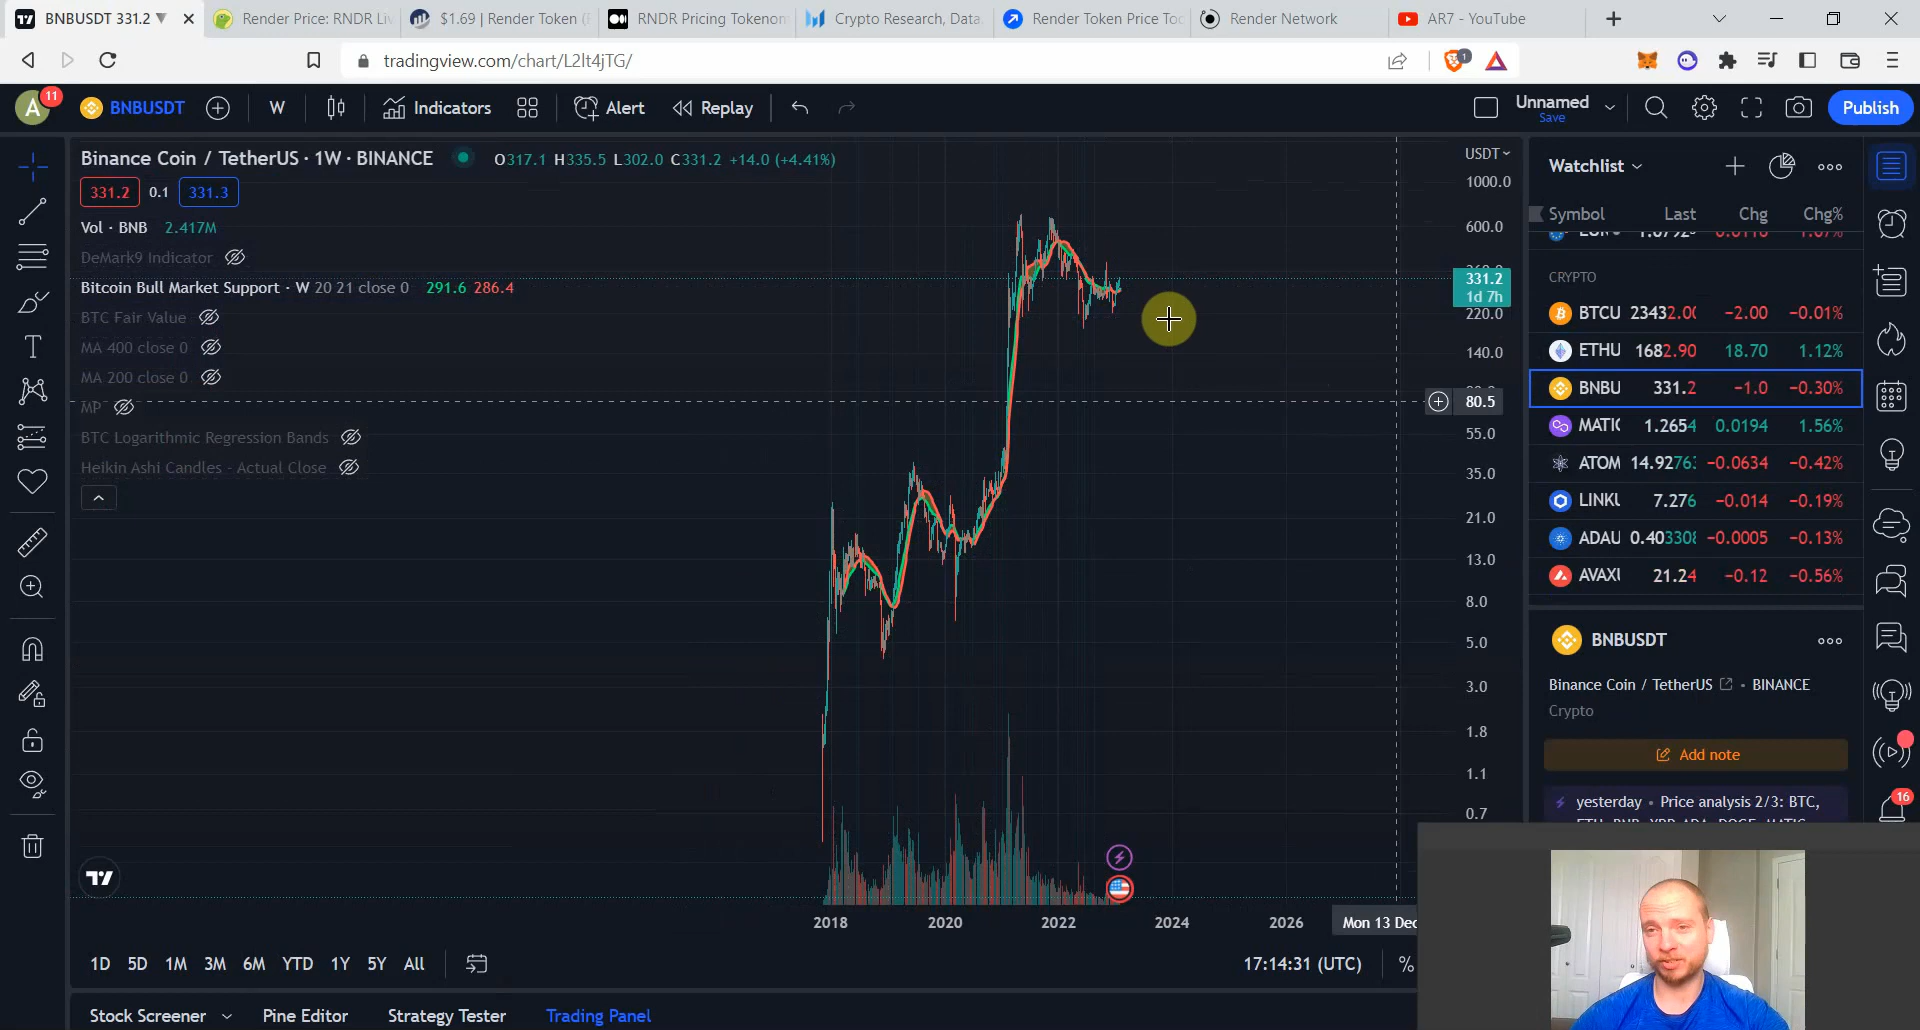 BNBUSDT 331.2
Render Price: RNDR Liv
$1.69 | Render Token (
RNDR Pricing Tokenom
Crypto Research, Data,
Render Token Price Too
Render Network
AR7 - YouTube
tradingview.com/chart/L2lt4jTG/
1
A 11
BNBUSDT
W
Indicators
Alert
Replay
Unnamed
Save
Publish
Binance Coin / TetherUS · 1W · BINANCE
O317.1 H335.5 L302.0 C331.2 +14.0 (+4.41%)
331.2 0.1 331.3
Vol · BNB 2.417M
DeMark9 Indicator
Bitcoin Bull Market Support · W 20 21 close 0 291.6 286.4
BTC Fair Value
MA 400 close 0
MA 200 close 0
MP
BTC Logarithmic Regression Bands
Heikin Ashi Candles - Actual Close
USDT
1000.0
600.0
331.2
1d 7h
220.0
140.0
80.5
55.0
35.0
21.0
13.0
8.0
5.0
3.0
1.8
1.1
0.7
2018 2020 2022 2024 2026 Mon 13 Dec
1D 5D 1M 3M 6M YTD 1Y 5Y All
17:14:31 (UTC) %
Stock Screener Pine Editor Strategy Tester Trading Panel
Watchlist
Symbol Last Chg Chg%
CRYPTO
BTCU 23432.00 −2.00 −0.01%
ETHU 1682.90 18.70 1.12%
BNBU 331.2 −1.0 −0.30%
MATIC 1.2654 0.0194 1.56%
ATOM 14.9276 −0.0634 −0.42%
LINKU 7.276 −0.014 −0.19%
ADAU 0.40330 −0.0005 −0.13%
AVAXU 21.24 −0.12 −0.56%
BNBUSDT
Binance Coin / TetherUS • BINANCE
Crypto
Add note
yesterday • Price analysis 2/3: BTC,
16